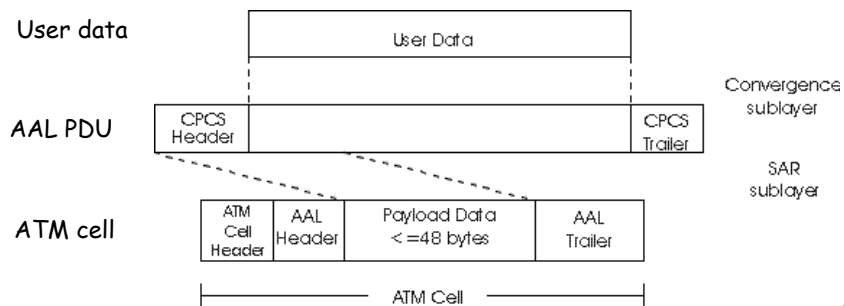 User data
User Data
Convergence
sublayer
AAL PDU
CPCS
Header
CPCS
Trailer
SAR
sublayer
ATM cell
ATM
Cell
Header
AAL
Header
Payload Data
< =48 bytes
AAL
Trailer
ATM Cell